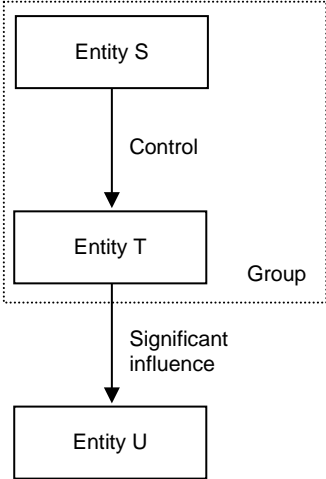 Entity S
Control
Entity T
Group
Significant
influence
Entity U